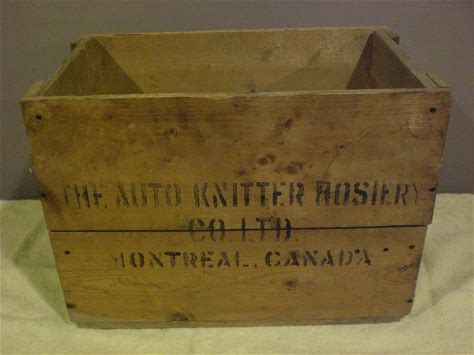 THE AUTO KNITTER HOSIERY
CO. LTD.
MONTREAL, CANADA